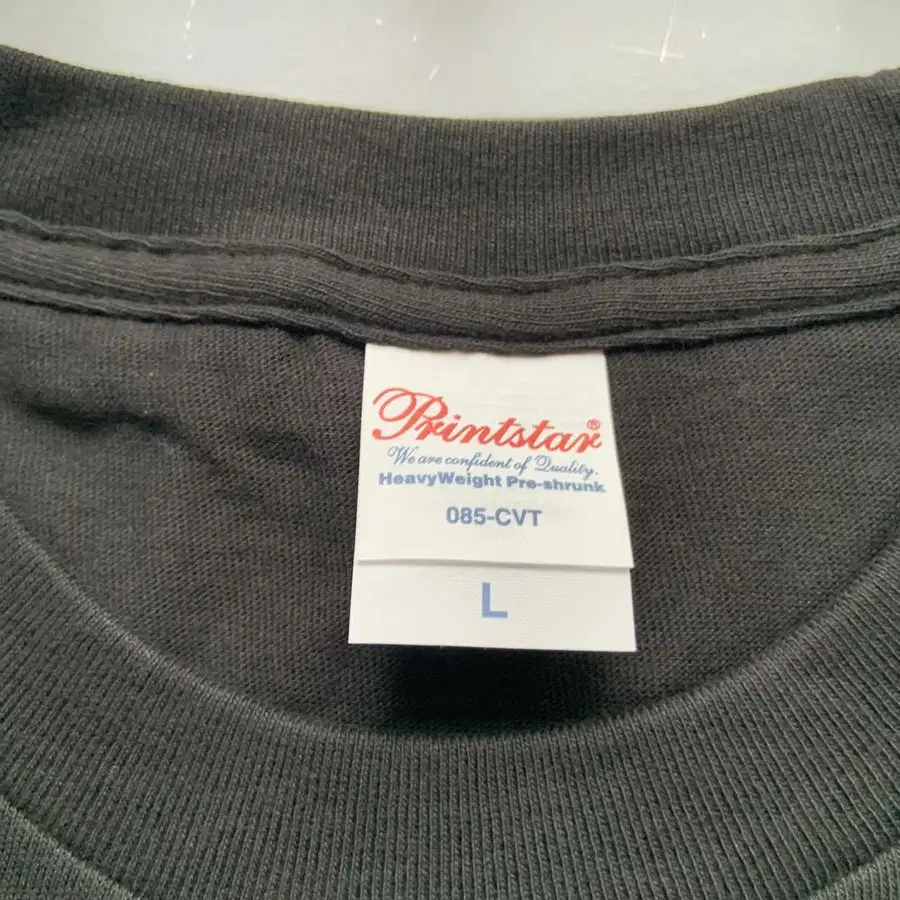 Printstar®
We are confident of Quality.
HeavyWeight Pre-shrunk
085-CVT
L